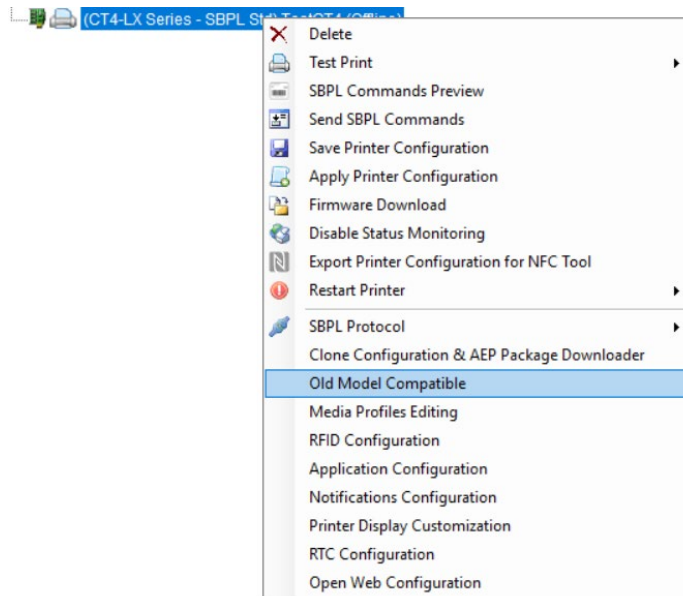 (CT4-LX Series - SBPL Std) TestCT4 (Offline)
Delete
Test Print
SBPL Commands Preview
Send SBPL Commands
Save Printer Configuration
Apply Printer Configuration
Firmware Download
Disable Status Monitoring
Export Printer Configuration for NFC Tool
Restart Printer
SBPL Protocol
Clone Configuration & AEP Package Downloader
Old Model Compatible
Media Profiles Editing
RFID Configuration
Application Configuration
Notifications Configuration
Printer Display Customization
RTC Configuration
Open Web Configuration